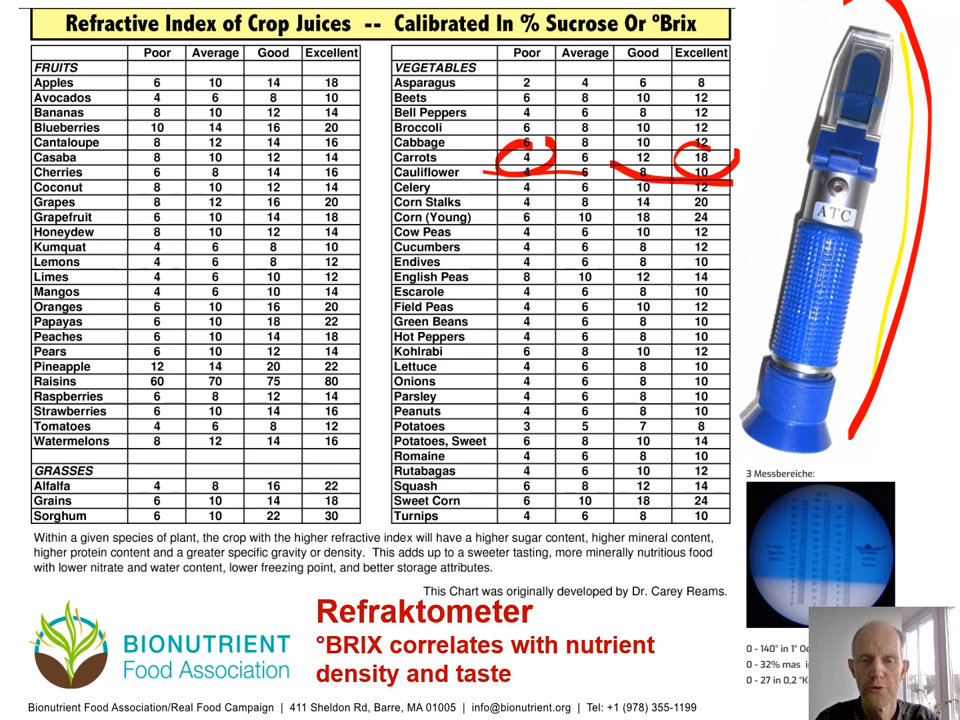 Refractive Index of Crop Juices -- Calibrated In % Sucrose Or ºBrix
Poor Average Good Excellent
FRUITS
Apples 6 10 14 18
Avocados 4 6 8 10
Bananas 8 10 12 14
Blueberries 10 14 16 20
Cantaloupe 8 12 14 16
Casaba 8 10 12 14
Cherries 6 8 14 16
Coconut 8 10 12 14
Grapes 8 12 16 20
Grapefruit 6 10 14 18
Honeydew 8 10 12 14
Kumquat 4 6 8 10
Lemons 4 6 8 12
Limes 4 6 10 12
Mangos 4 6 10 14
Oranges 6 10 16 20
Papayas 6 10 18 22
Peaches 6 10 14 18
Pears 6 10 12 14
Pineapple 12 14 20 22
Raisins 60 70 75 80
Raspberries 6 8 12 14
Strawberries 6 10 14 16
Tomatoes 4 6 8 12
Watermelons 8 12 14 16
GRASSES
Alfalfa 4 8 16 22
Grains 6 10 14 18
Sorghum 6 10 22 30
Poor Average Good Excellent
VEGETABLES
Asparagus 2 4 6 8
Beets 6 8 10 12
Bell Peppers 4 6 8 12
Broccoli 6 8 10 12
Cabbage 6 8 10 12
Carrots 4 6 12 18
Cauliflower 4 6 8 10
Celery 4 6 10 12
Corn Stalks 4 8 14 20
Corn (Young) 6 10 18 24
Cow Peas 4 6 10 12
Cucumbers 4 6 8 12
Endives 4 6 8 10
English Peas 8 10 12 14
Escarole 4 6 8 10
Field Peas 4 6 10 12
Green Beans 4 6 8 10
Hot Peppers 4 6 8 10
Kohlrabi 6 8 10 12
Lettuce 4 6 8 10
Onions 4 6 8 10
Parsley 4 6 8 10
Peanuts 4 6 8 10
Potatoes 3 5 7 8
Potatoes, Sweet 6 8 10 14
Romaine 4 6 8 10
Rutabagas 4 6 10 12
Squash 6 8 12 14
Sweet Corn 6 10 18 24
Turnips 4 6 8 10
Within a given species of plant, the crop with the higher refractive index will have a higher sugar content, higher mineral content,
higher protein content and a greater specific gravity or density. This adds up to a sweeter tasting, more minerally nutritious food
with lower nitrate and water content, lower freezing point, and better storage attributes.
This Chart was originally developed by Dr. Carey Reams.
BIONUTRIENT
Food Association
Refraktometer
°BRIX correlates with nutrient
density and taste
Bionutrient Food Association/Real Food Campaign | 411 Sheldon Rd, Barre, MA 01005 | info@bionutrient.org | Tel: +1 (978) 355-1199
ATC
3 Messbereiche:
0 - 140° in 1° Oe
0 - 32% mas
0 - 27 in 0,2 °K